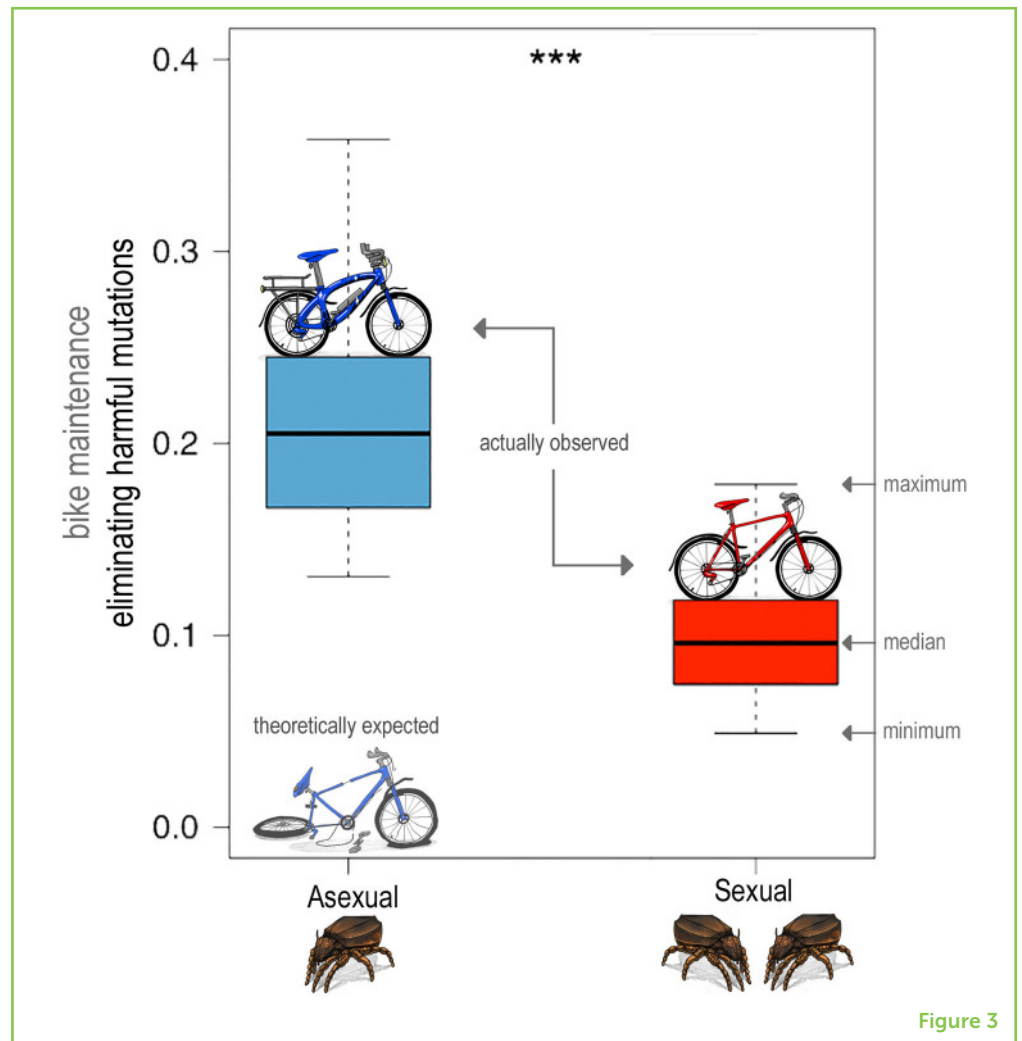 0.4
0.3
0.2
0.1
0.0
bike maintenance
eliminating harmful mutations
***
actually observed
maximum
median
minimum
theoretically expected
Asexual
Sexual
Figure 3